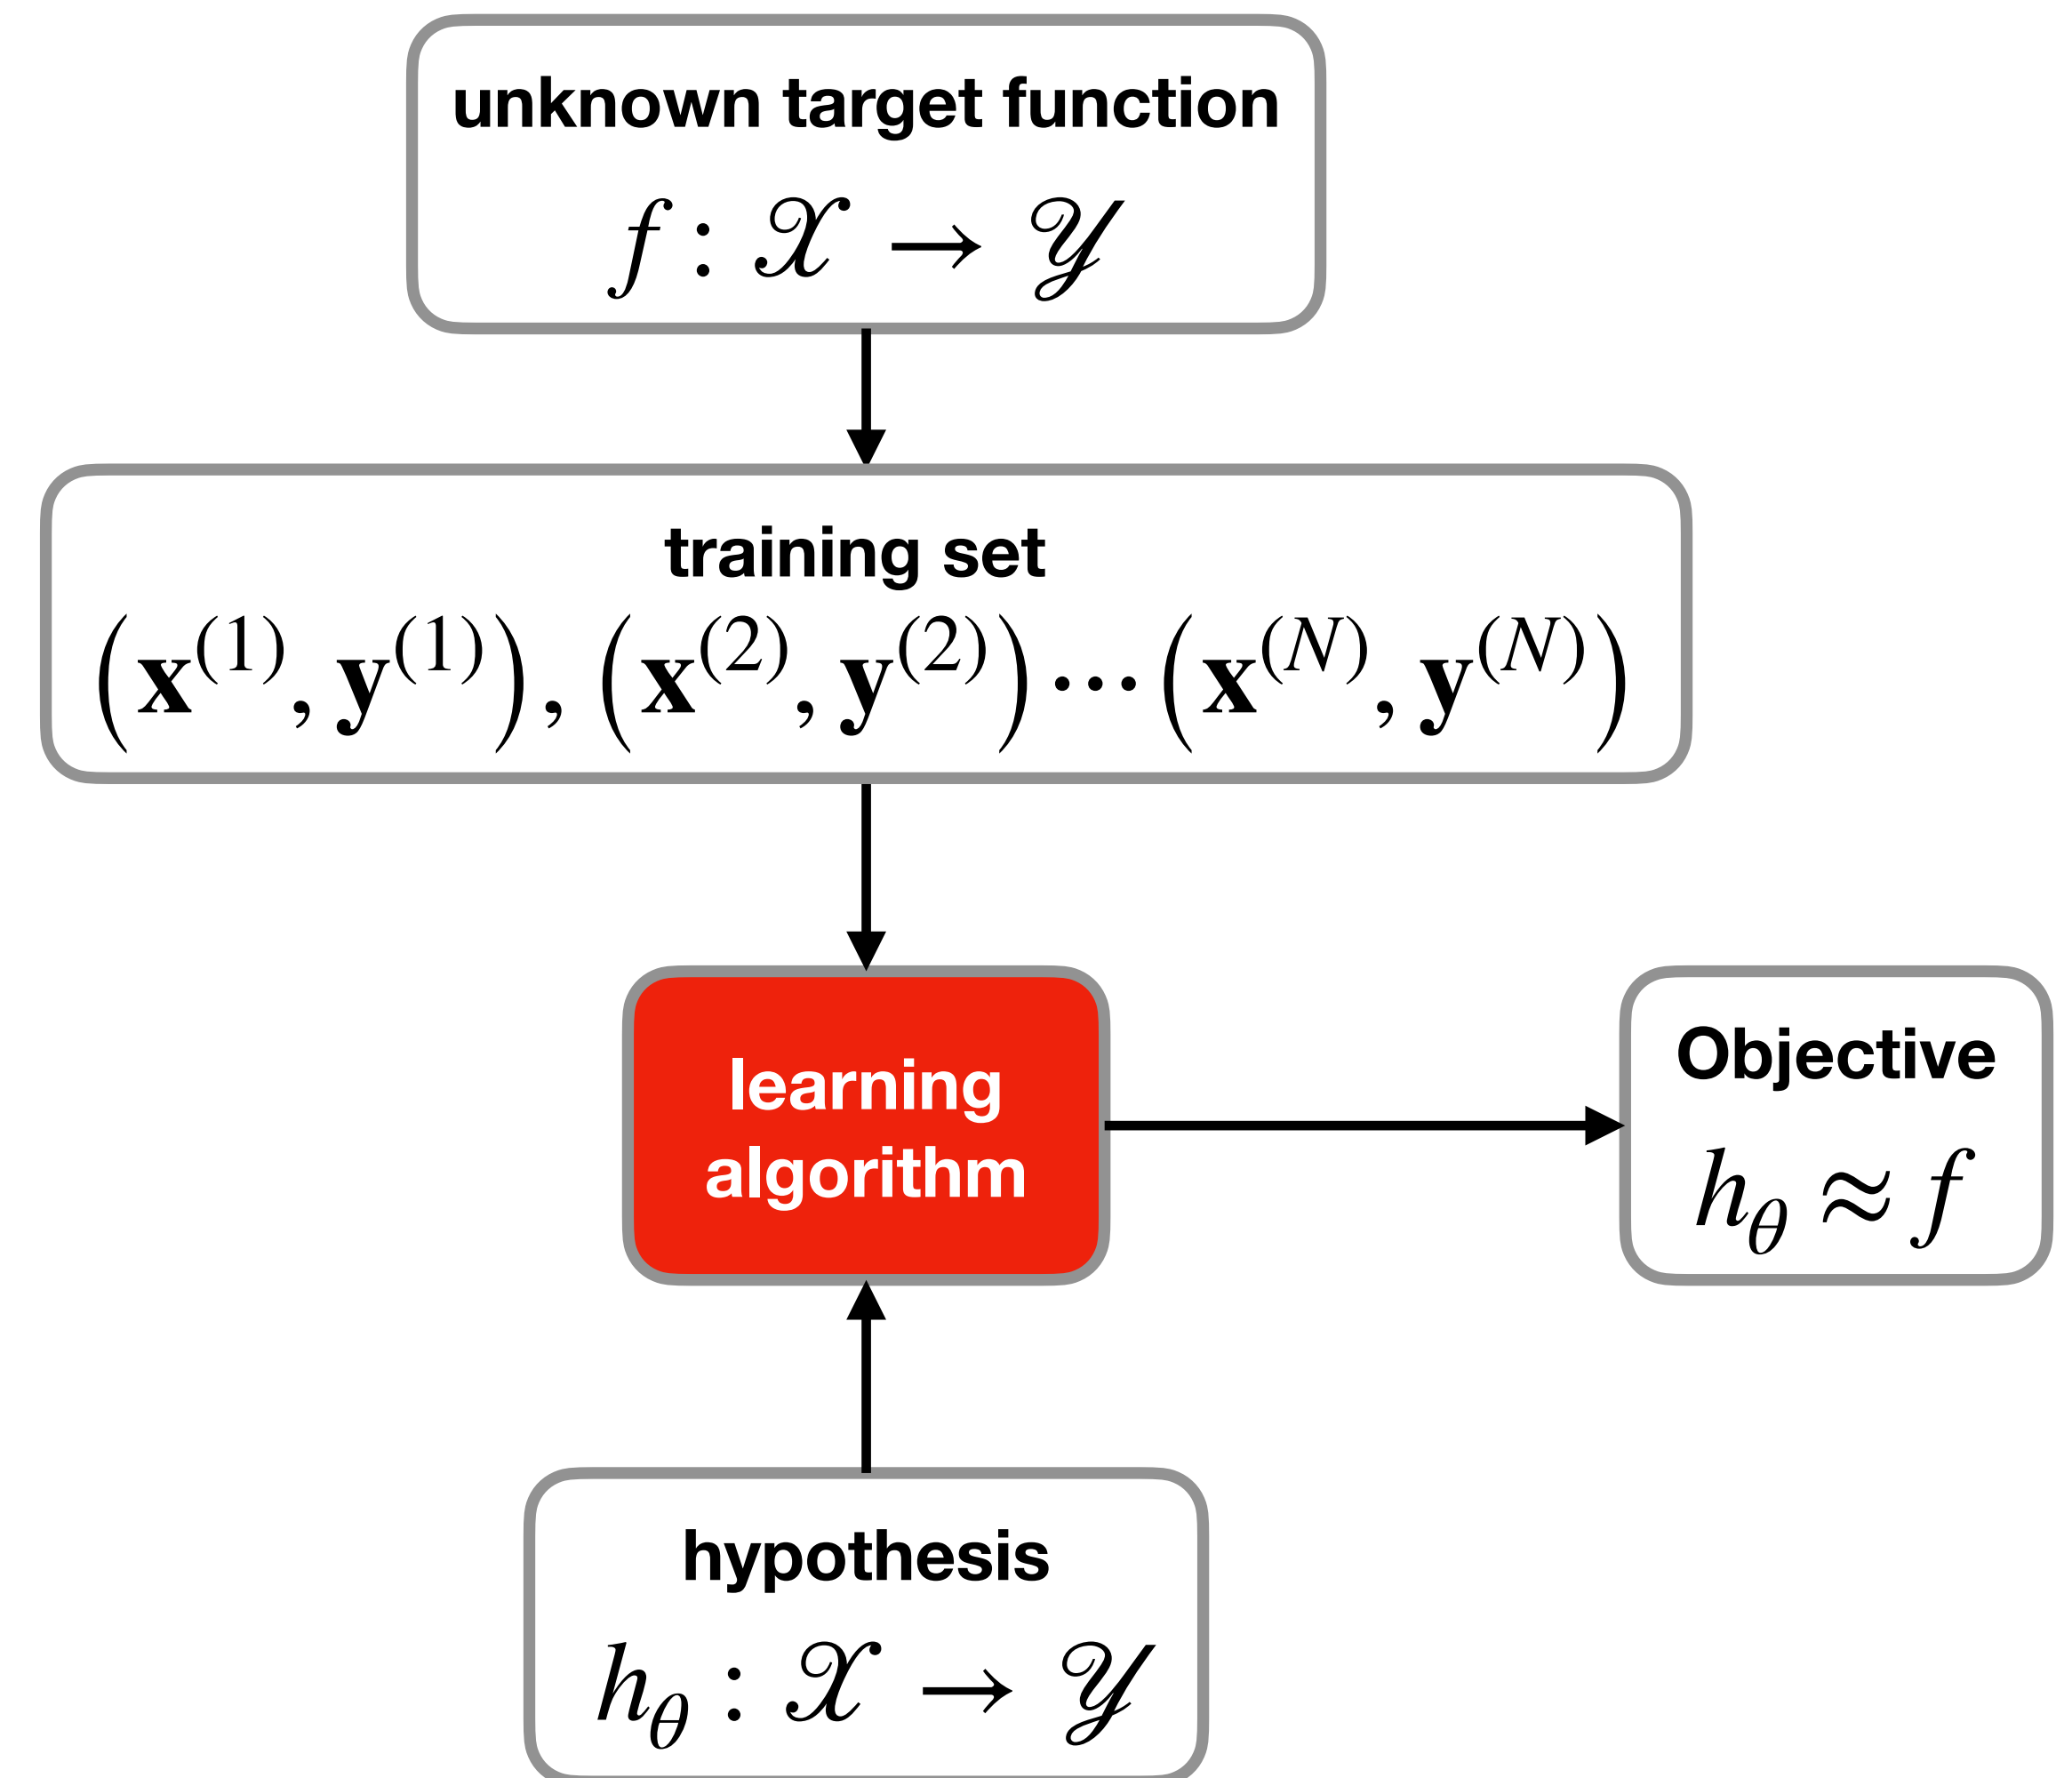 unknown target function
f : 𝒳 → 𝒴
training set
(x⁽¹⁾, y⁽¹⁾), (x⁽²⁾, y⁽²⁾)⋯(x⁽ᴺ⁾, y⁽ᴺ⁾)
learning
algorithm
Objective
h_θ ≈ f
hypothesis
h_θ : 𝒳 → 𝒴